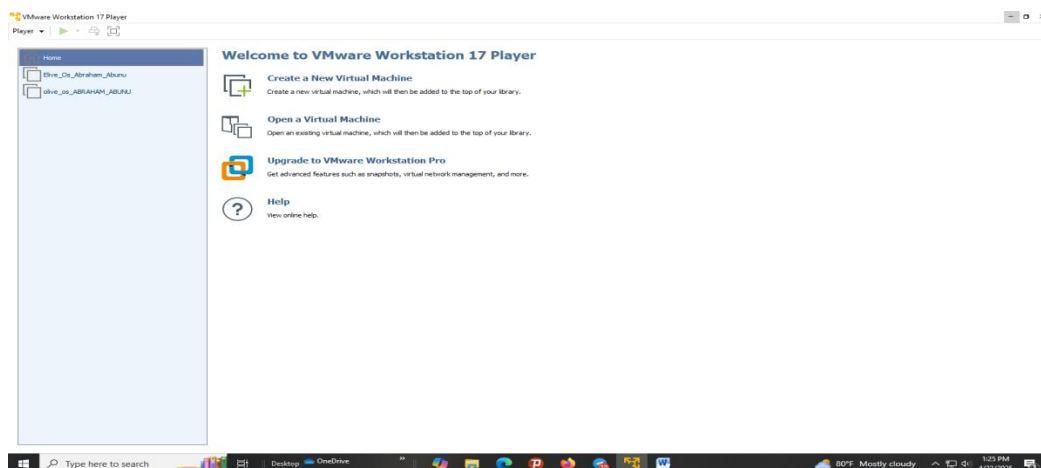 VMware Workstation 17 Player
Player
Home
Elive_Os_Abraham_Abunu
olive_os_ABRAHAM_ABUNU
Welcome to VMware Workstation 17 Player
Create a New Virtual Machine
Create a new virtual machine, which will then be added to the top of your library.
Open a Virtual Machine
Open an existing virtual machine, which will then be added to the top of your library.
Upgrade to VMware Workstation Pro
Get advanced features such as snapshots, virtual network management, and more.
Help
View online help.
Type here to search
Desktop
OneDrive
80°F Mostly cloudy
1:25 PM